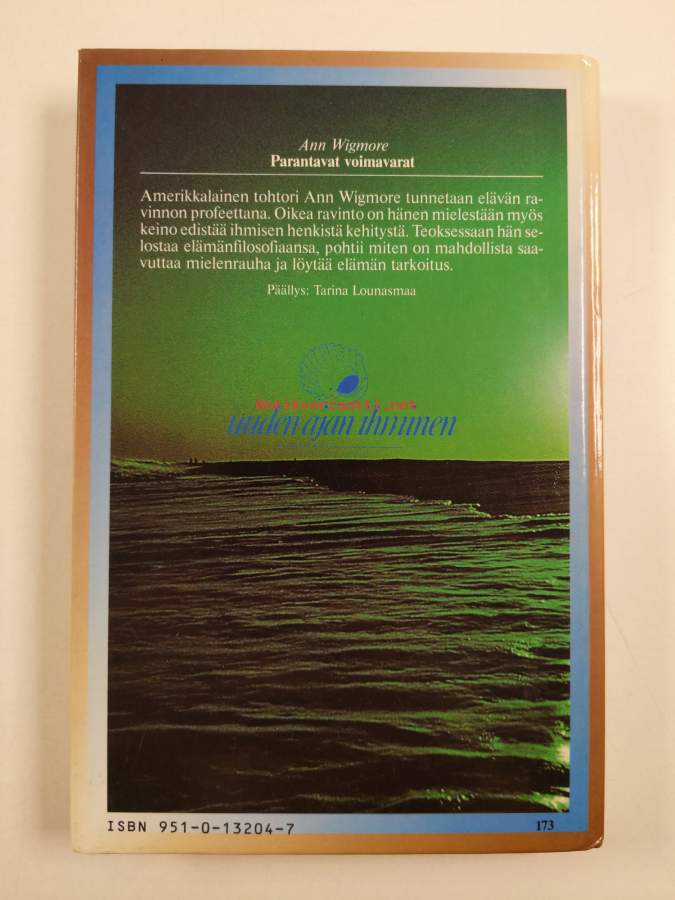 Ann Wigmore
Parantavat voimavarat
Amerikkalainen tohtori Ann Wigmore tunnetaan elävän ra-
vinnon profeettana. Oikea ravinto on hänen mielestään myös
keino edistää ihmisen henkistä kehitystä. Teoksessaan hän se-
lostaa elämänfilosofiaansa, pohtii miten on mahdollista saa-
vuttaa mielenrauha ja löytää elämän tarkoitus.
Päällys: Tarina Lounasmaa
Antikvariaatti.net
uuden ajan ihminen
ISBN 951-0-13204-7
173